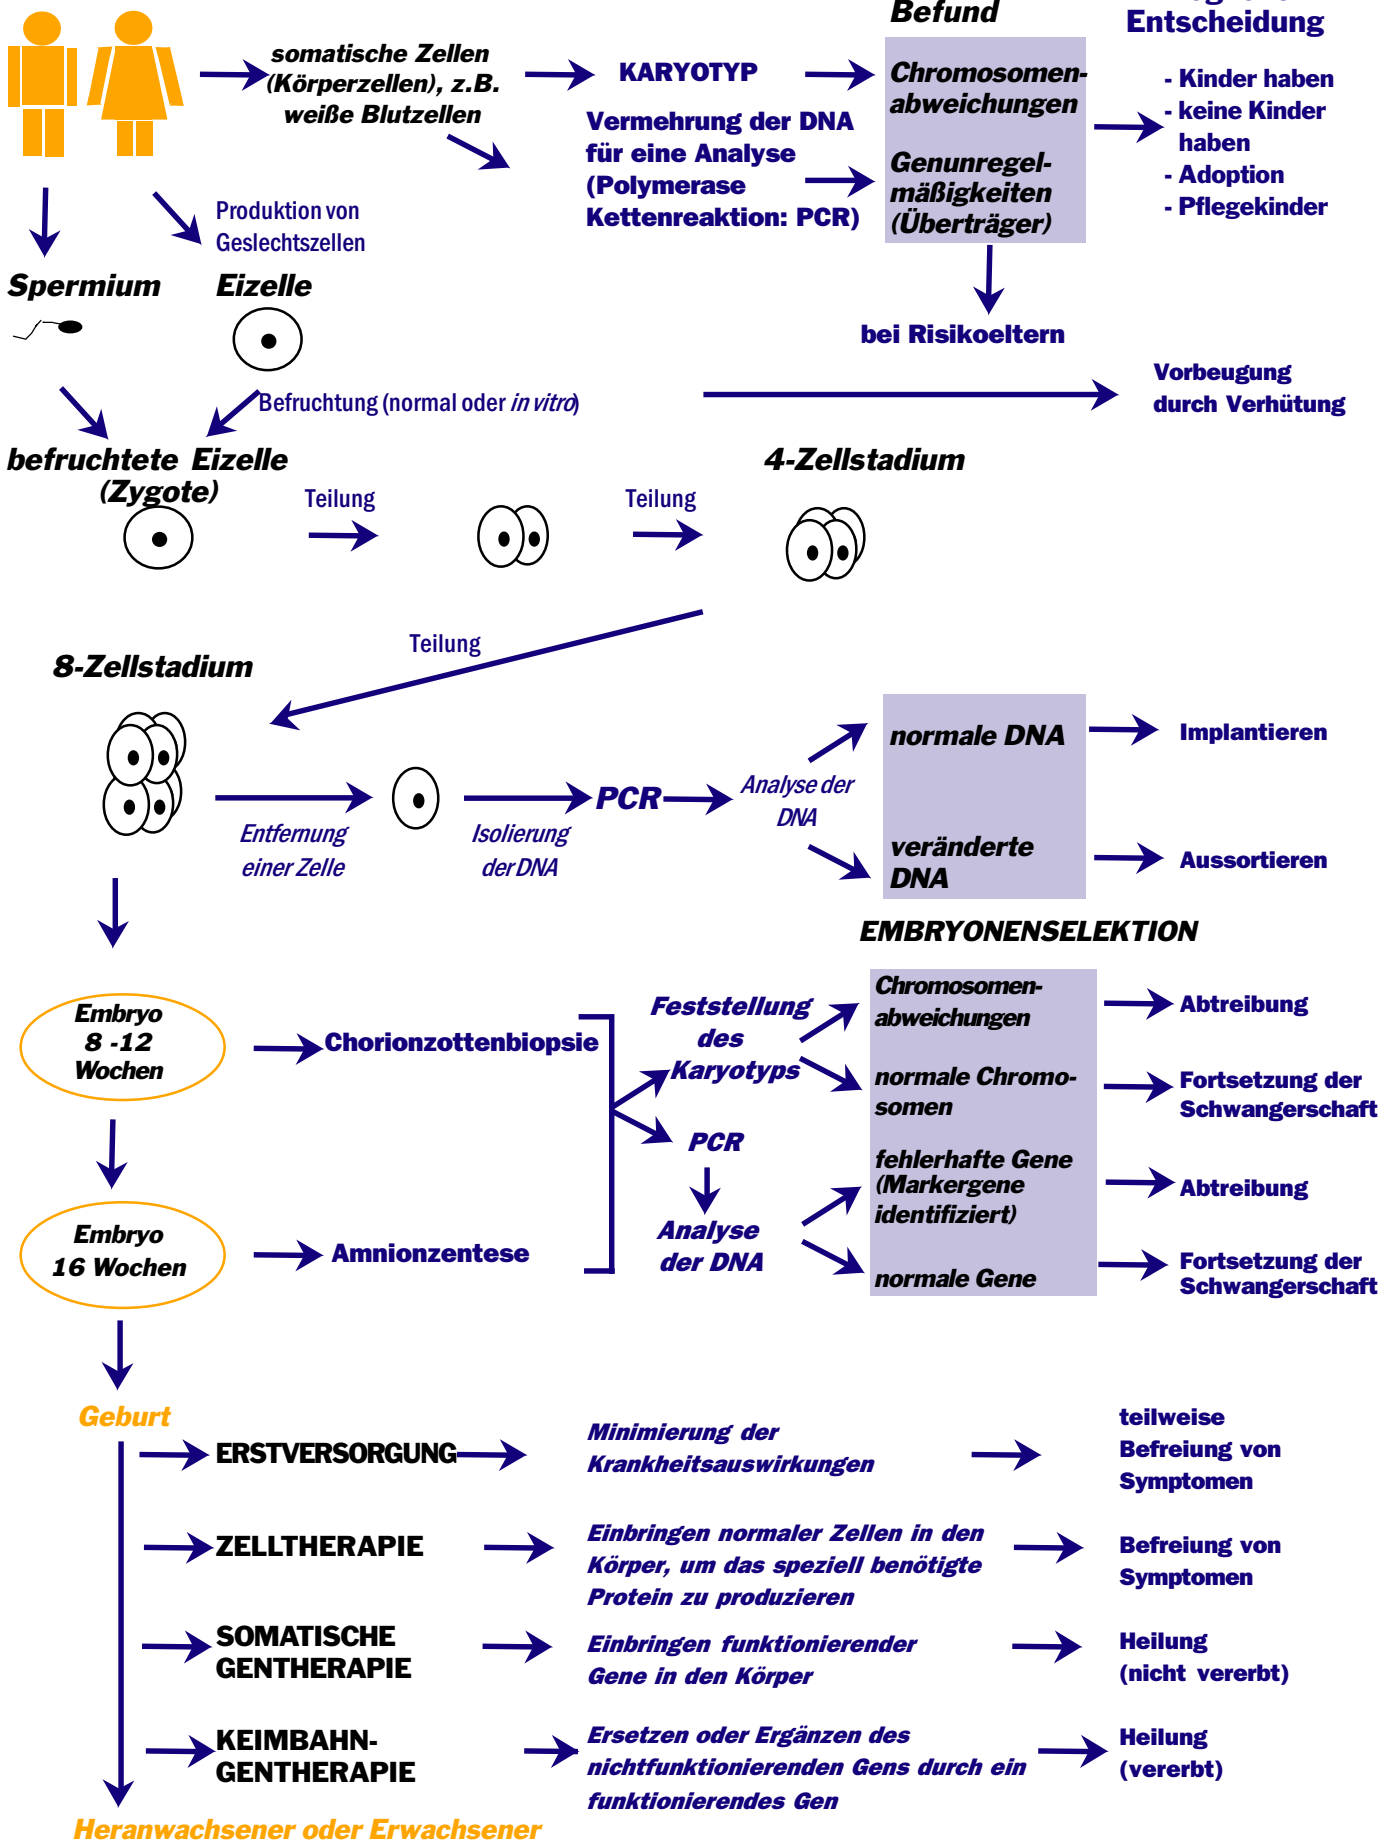 Befund
Entscheidung
somatische Zellen
(Körperzellen), z.B.
weiße Blutzellen
KARYOTYP
Vermehrung der DNA
für eine Analyse
(Polymerase
Kettenreaktion: PCR)
Chromosomen-
abweichungen
Genunregel-
mäßigkeiten
(Überträger)
- Kinder haben
- keine Kinder
haben
- Adoption
- Pflegekinder
Produktion von
Geslechtszellen
Spermium
Eizelle
bei Risikoeltern
Befruchtung (normal oder in vitro)
Vorbeugung
durch Verhütung
befruchtete Eizelle
(Zygote)
Teilung
Teilung
4-Zellstadium
Teilung
8-Zellstadium
Entfernung
einer Zelle
Isolierung
der DNA
PCR
Analyse der
DNA
normale DNA
Implantieren
veränderte
DNA
Aussortieren
EMBRYONENSELEKTION
Embryo
8 -12
Wochen
Chorionzottenbiopsie
Feststellung
des
Karyotyps
Chromosomen-
abweichungen
Abtreibung
normale Chromo-
somen
Fortsetzung der
Schwangerschaft
PCR
Analyse
der DNA
fehlerhafte Gene
(Markergene
identifiziert)
Abtreibung
normale Gene
Fortsetzung der
Schwangerschaft
Embryo
16 Wochen
Amnionzentese
Geburt
ERSTVERSORGUNG
Minimierung der
Krankheitsauswirkungen
teilweise
Befreiung von
Symptomen
ZELLTHERAPIE
Einbringen normaler Zellen in den
Körper, um das speziell benötigte
Protein zu produzieren
Befreiung von
Symptomen
SOMATISCHE
GENTHERAPIE
Einbringen funktionierender
Gene in den Körper
Heilung
(nicht vererbt)
KEIMBAHN-
GENTHERAPIE
Ersetzen oder Ergänzen des
nichtfunktionierenden Gens durch ein
funktionierendes Gen
Heilung
(vererbt)
Heranwachsener oder Erwachsener